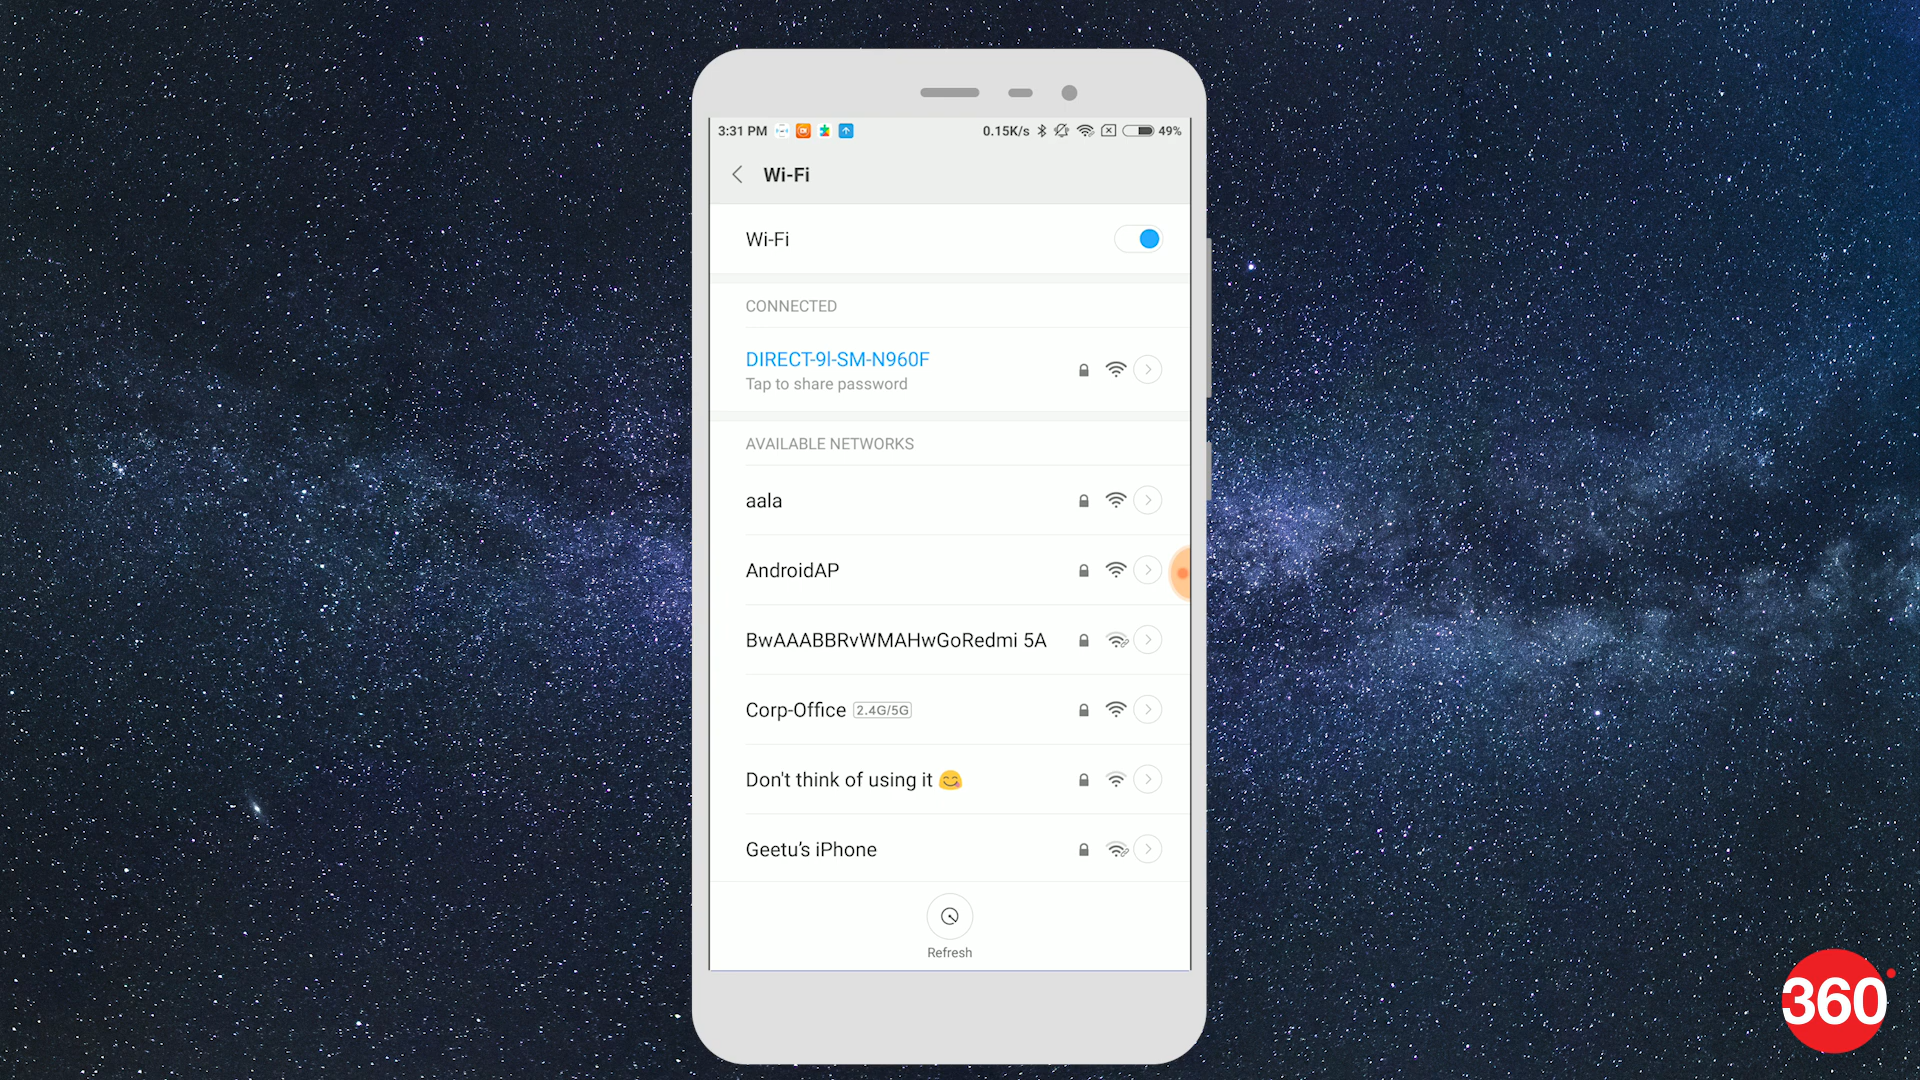 3:31 PM 0.15K/s 49%
Wi-Fi
Wi-Fi
CONNECTED
DIRECT-9l-SM-N960F
Tap to share password
AVAILABLE NETWORKS
aala
AndroidAP
BwAAABBRvWMAHwGoRedmi 5A
Corp-Office 2.4G/5G
Don't think of using it 😋
Geetu’s iPhone
Refresh
360